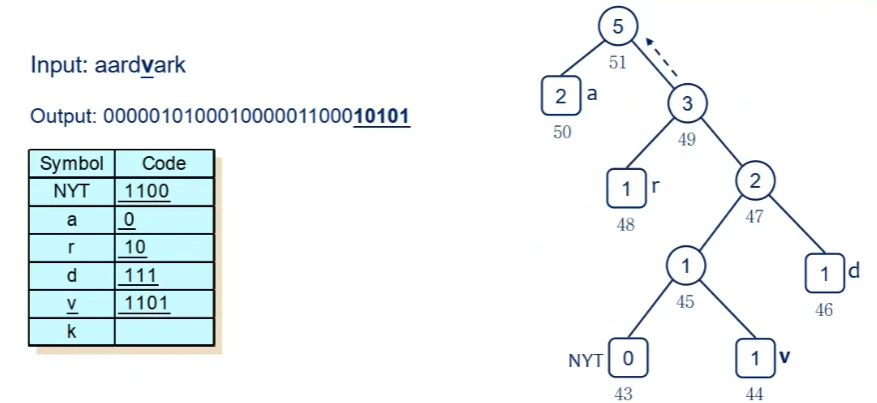 Input: aardvark
Output: 000001010001000001100010101
Symbol Code
NYT 1100
a 0
r 10
d 111
v 1101
k
5
51
2 a
50
3
49
1 r
48
2
47
1
45
1 d
46
NYT 0
43
1 v
44